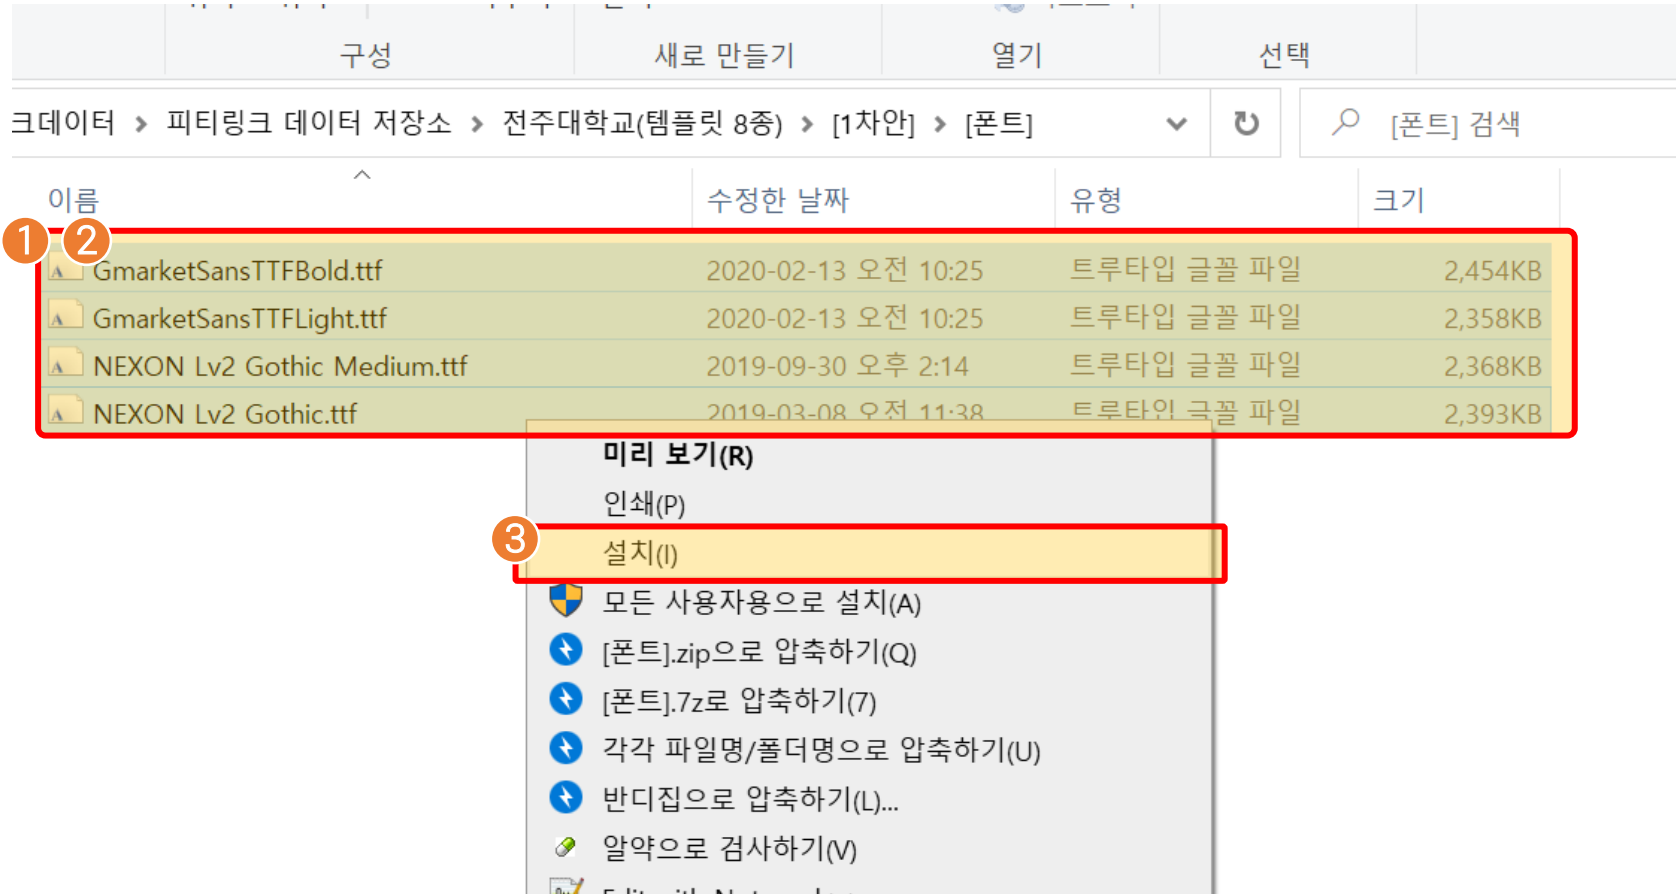 구성 새로 만들기 열기 선택
크데이터 > 피티링크 데이터 저장소 > 전주대학교(템플릿 8종) > [1차안] > [폰트] [폰트] 검색
이름 수정한 날짜 유형 크기
1 2
GmarketSansTTFBold.ttf 2020-02-13 오전 10:25 트루타입 글꼴 파일 2,454KB
GmarketSansTTFLight.ttf 2020-02-13 오전 10:25 트루타입 글꼴 파일 2,358KB
NEXON Lv2 Gothic Medium.ttf 2019-09-30 오후 2:14 트루타입 글꼴 파일 2,368KB
NEXON Lv2 Gothic.ttf 2019-03-08 오전 11:38 트루타입 글꼴 파일 2,393KB
미리 보기(R)
인쇄(P)
3 설치(I)
모든 사용자용으로 설치(A)
[폰트].zip으로 압축하기(Q)
[폰트].7z로 압축하기(7)
각각 파일명/폴더명으로 압축하기(U)
반디집으로 압축하기(L)...
알약으로 검사하기(V)